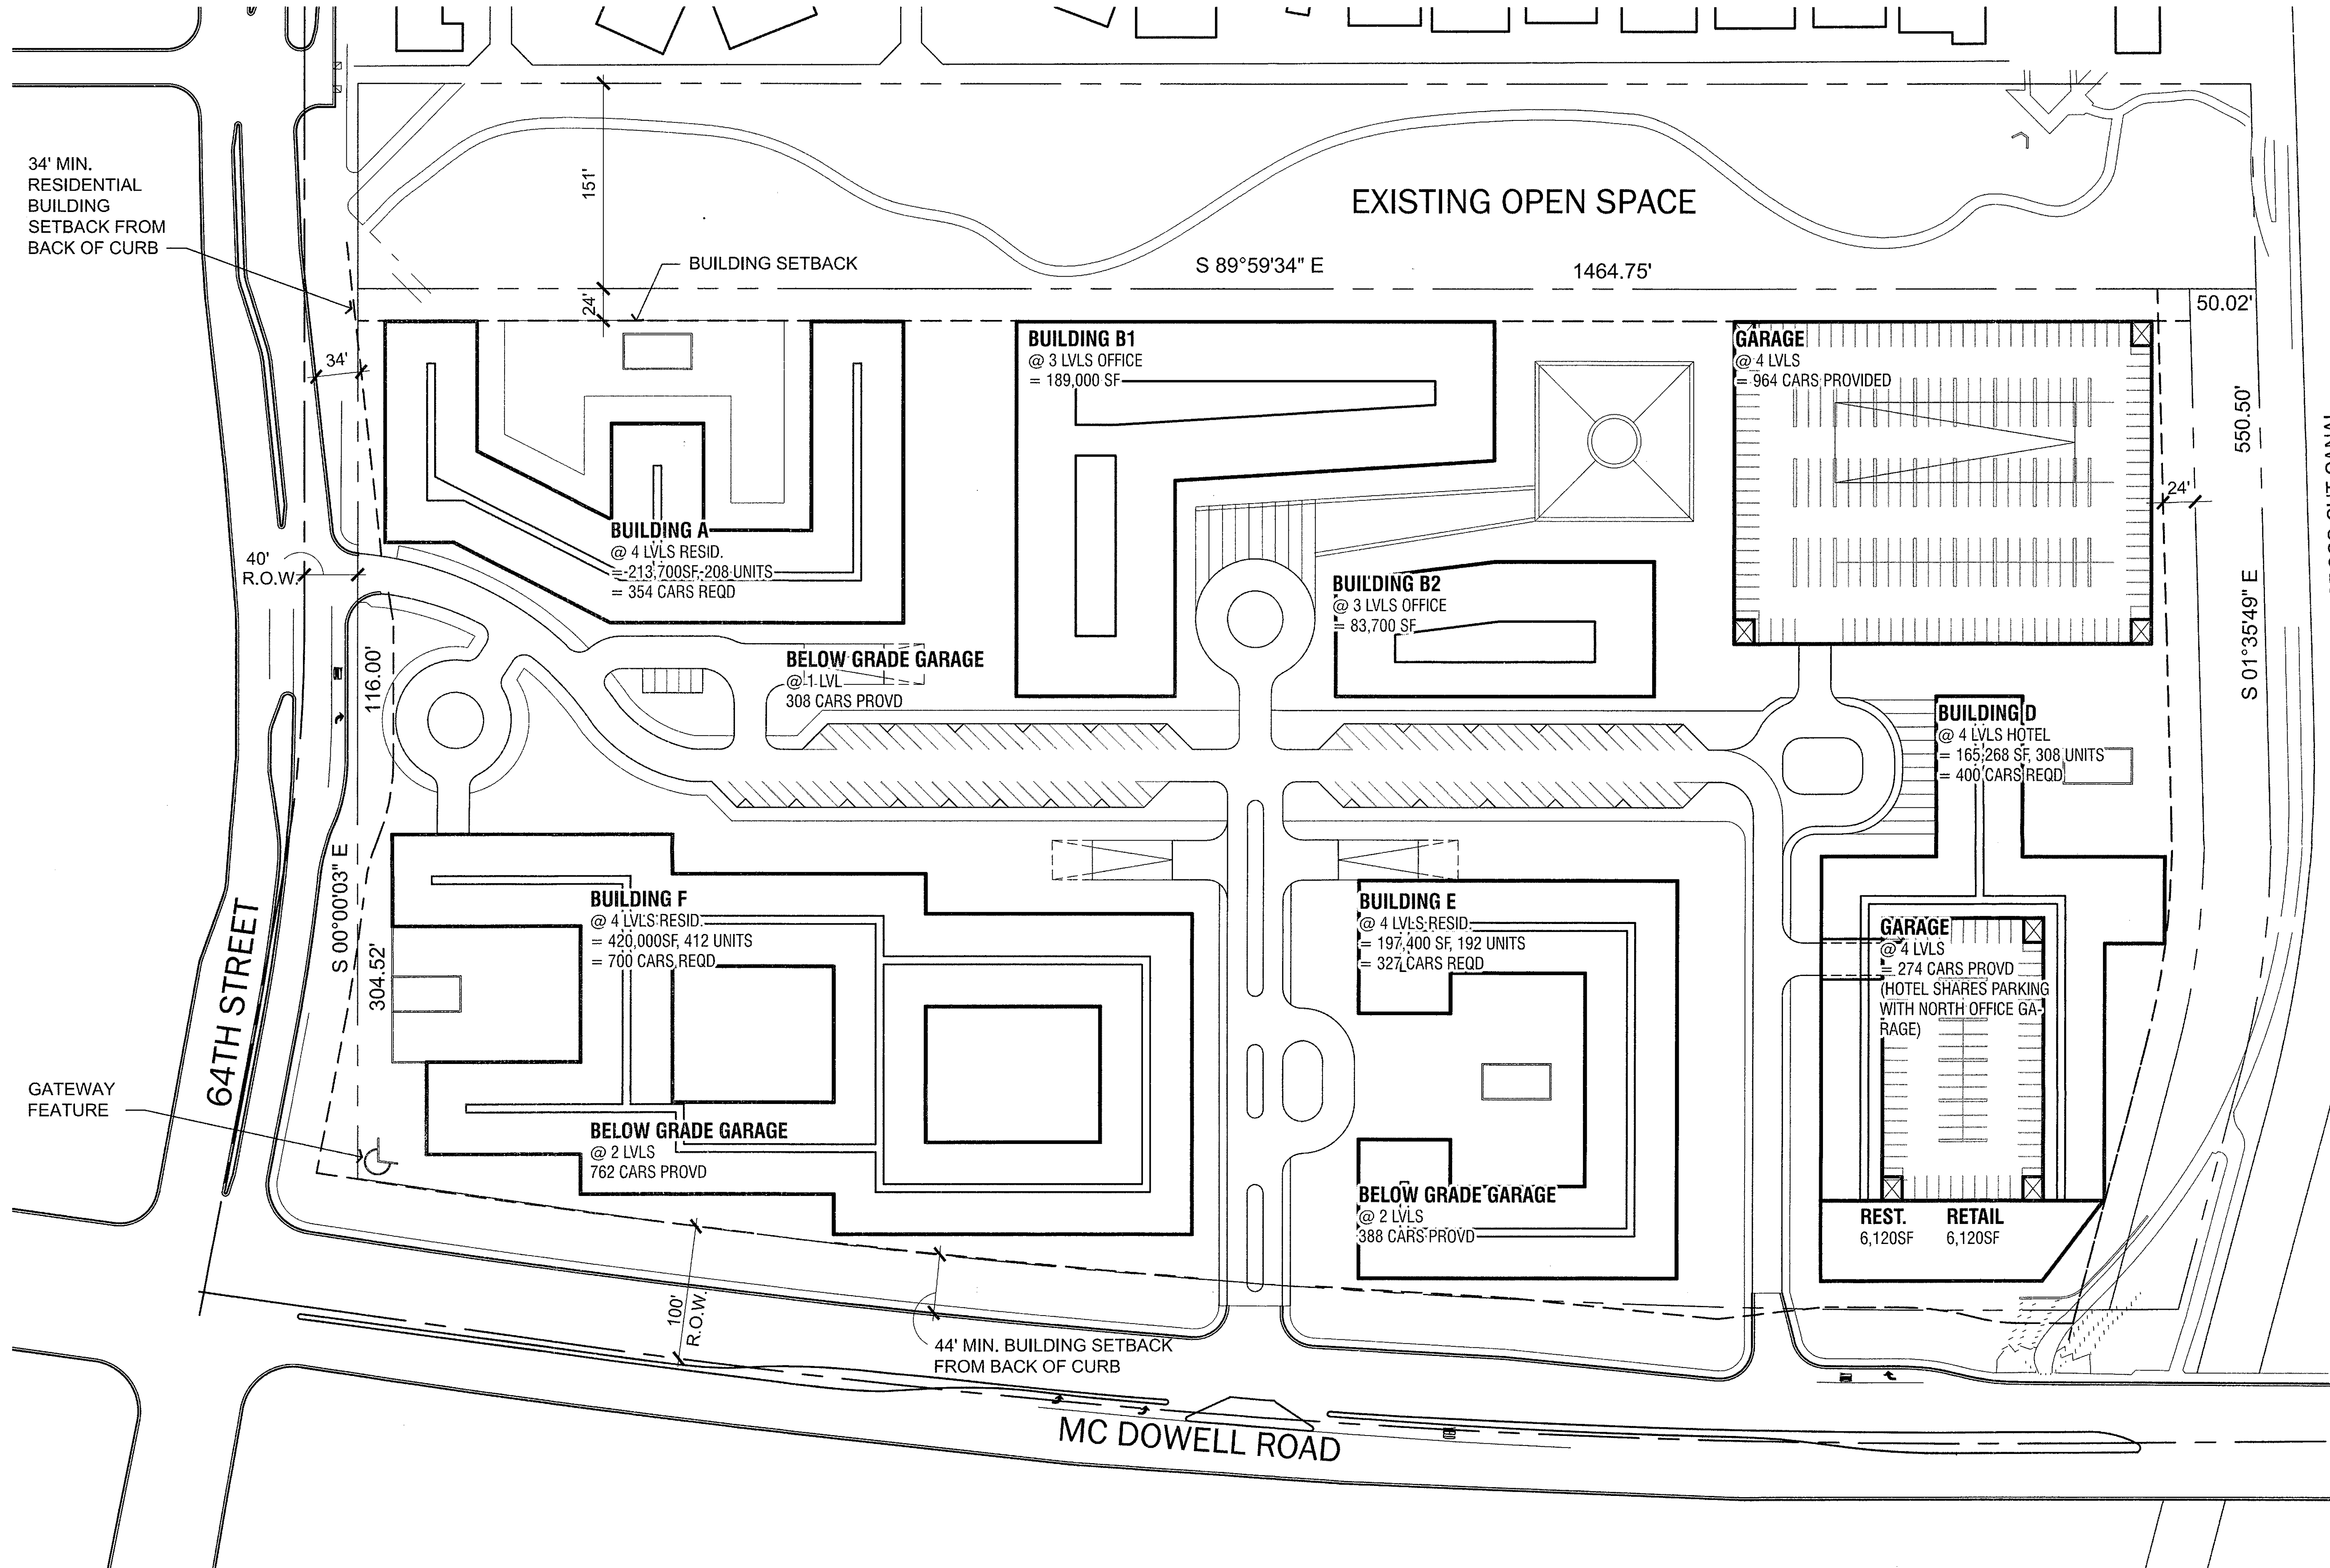 34' MIN.
RESIDENTIAL
BUILDING
SETBACK FROM
BACK OF CURB
151'
EXISTING OPEN SPACE
BUILDING SETBACK
S 89°59'34" E
1464.75'
24'
50.02'
34'
BUILDING B1
@ 3 LVLS OFFICE
= 189,000 SF
GARAGE
@ 4 LVLS
= 964 CARS PROVIDED
550.50'
24'
S 01°35'49" E
BUILDING A
@ 4 LVLS RESID.
= 213,700SF, 208 UNITS
= 354 CARS REQD
40'
R.O.W.
BUILDING B2
@ 3 LVLS OFFICE
= 83,700 SF
116.00'
BELOW GRADE GARAGE
@ 1 LVL
308 CARS PROVD
BUILDING D
@ 4 LVLS HOTEL
= 165,268 SF, 308 UNITS
= 400 CARS REQD
S 00°00'03" E
304.52'
64TH STREET
BUILDING F
@ 4 LVLS RESID.
= 420,000SF, 412 UNITS
= 700 CARS REQD
BUILDING E
@ 4 LVLS RESID.
= 197,400 SF, 192 UNITS
= 327 CARS REQD
GARAGE
@ 4 LVLS
= 274 CARS PROVD
(HOTEL SHARES PARKING
WITH NORTH OFFICE GA-
RAGE)
GATEWAY
FEATURE
BELOW GRADE GARAGE
@ 2 LVLS
762 CARS PROVD
BELOW GRADE GARAGE
@ 2 LVLS
388 CARS PROVD
REST.
6,120SF
RETAIL
6,120SF
100'
R.O.W.
44' MIN. BUILDING SETBACK
FROM BACK OF CURB
MC DOWELL ROAD